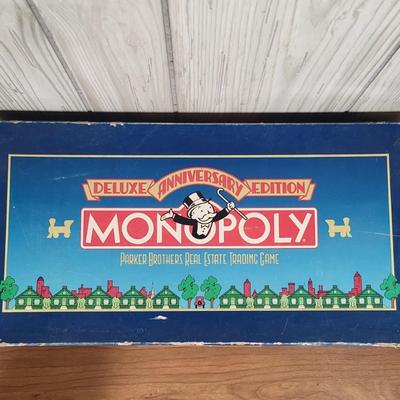 DELUXE ANNIVERSARY EDITION
MONOPOLY®
PARKER BROTHERS REAL ESTATE TRADING GAME